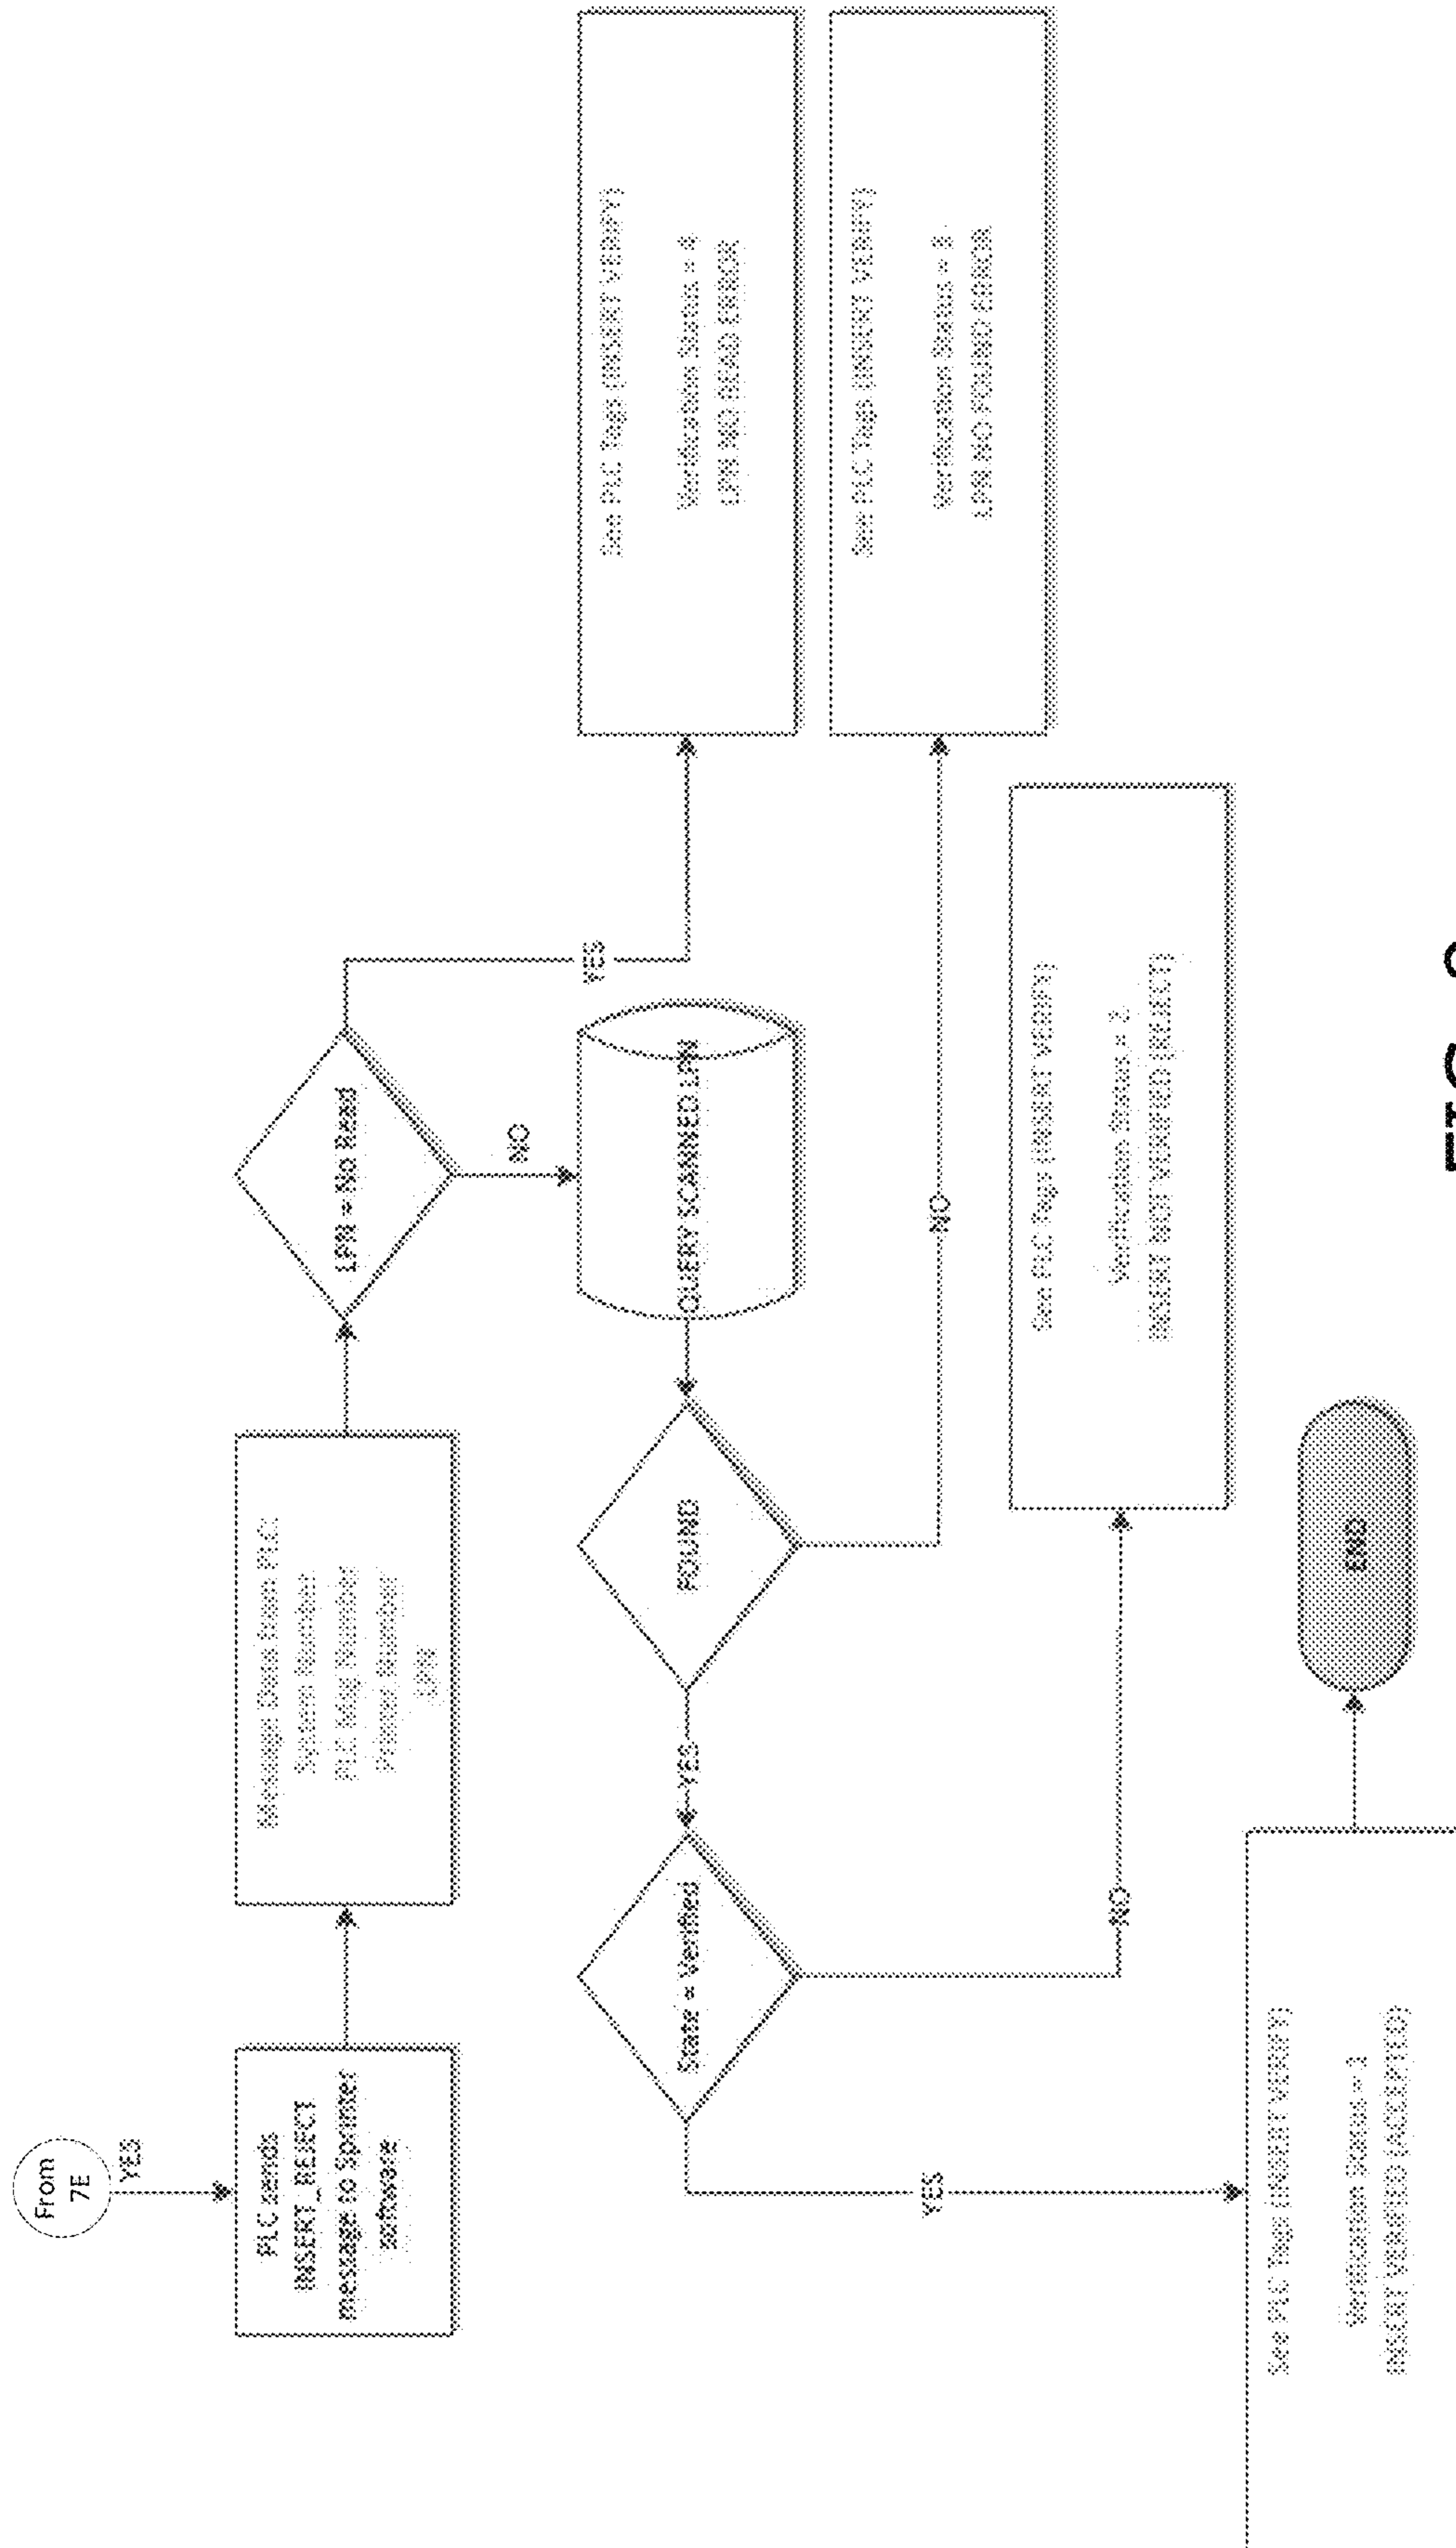 From
7E
YES
PLC sends
INSERT_REJECT
message to Sprinter
software
Message Data from PLC:
System Number
PLC Msg Number
Printer Number
LPN
LPN = No Read
YES
NO
QUERY SCANNED LPN
FOUND
YES
NO
State = Verified
YES
NO
See PLC Tags (INSERT VERIFY)
Verification Status = 4
LPN NO READ ERROR
See PLC Tags (INSERT VERIFY)
Verification Status = 3
LPN NO FOUND ERROR
See PLC Tags (INSERT VERIFY)
Verification Status = 2
INSERT NOT VERIFIED (REJECT)
See PLC Tags (INSERT VERIFY)
Verification Status = 1
INSERT VERIFIED (ACCEPTED)
END